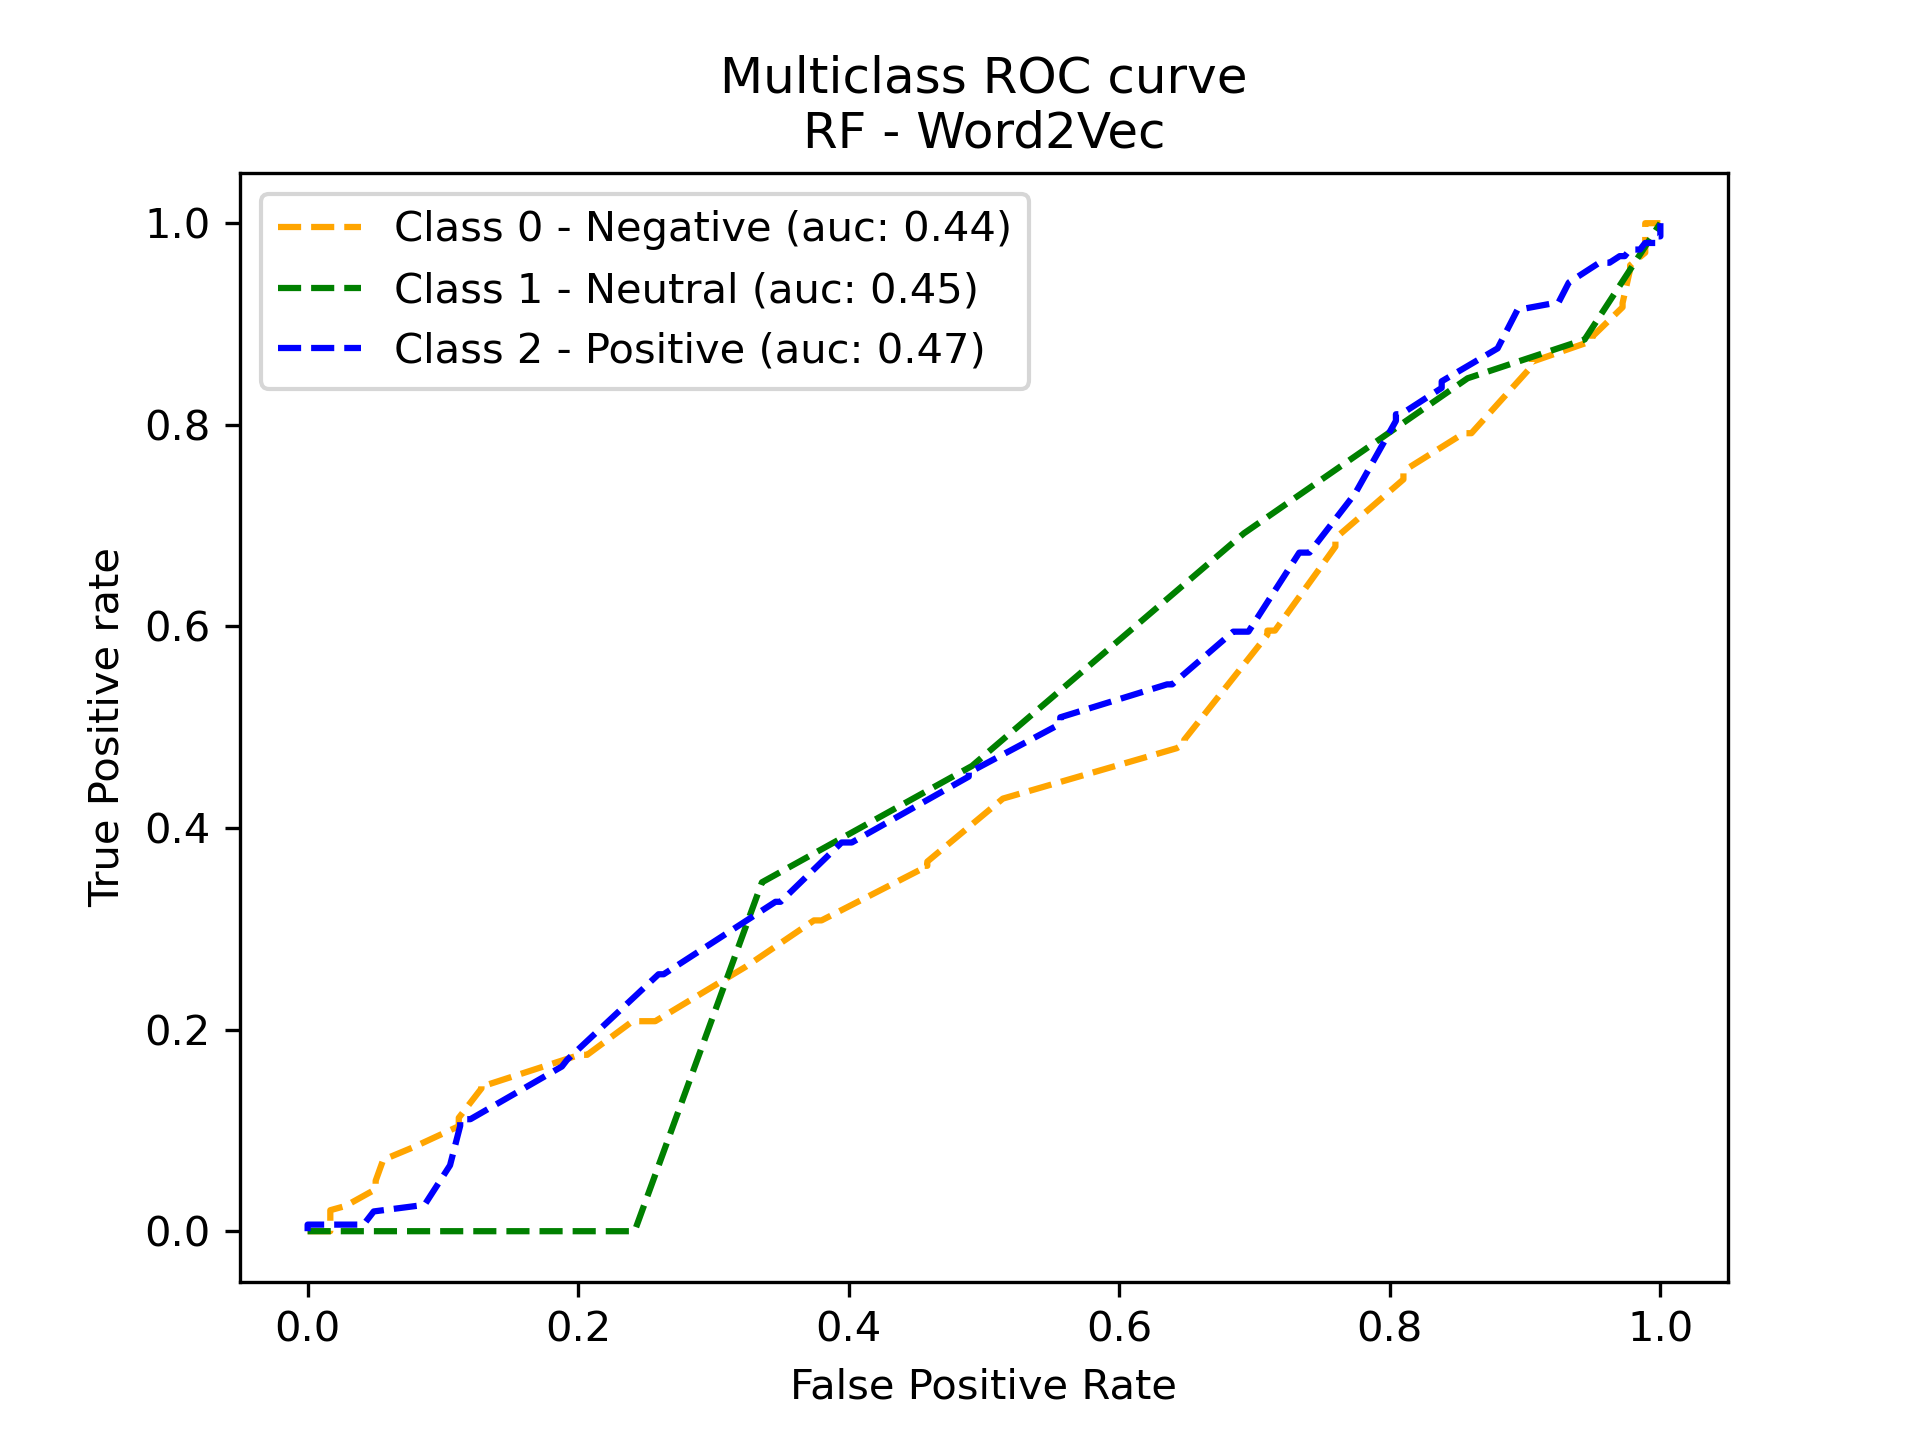 Multiclass ROC curve
RF - Word2Vec
Class 0 - Negative (auc: 0.44)
Class 1 - Neutral (auc: 0.45)
Class 2 - Positive (auc: 0.47)
True Positive rate
1.0
0.8
0.6
0.4
0.2
0.0
0.0 0.2 0.4 0.6 0.8 1.0
False Positive Rate